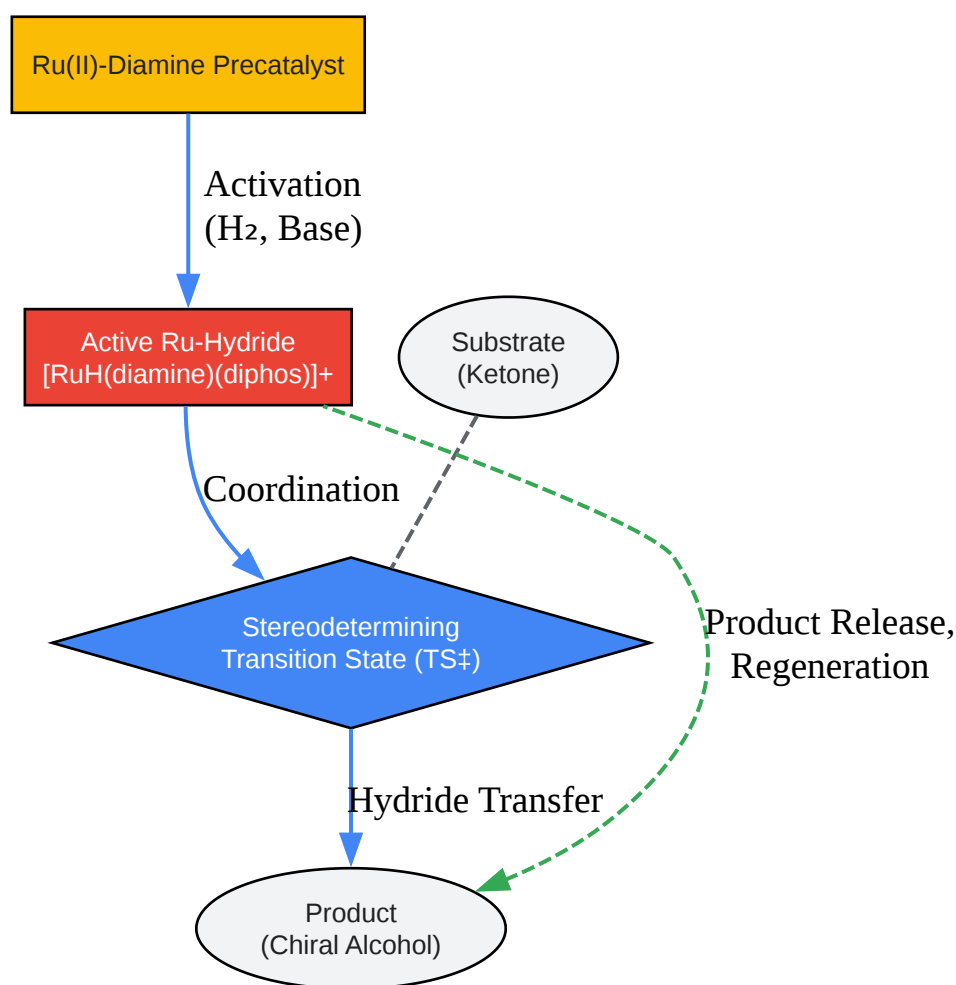 Ru(II)-Diamine Precatalyst
Activation
(H₂, Base)
Active Ru-Hydride
[RuH(diamine)(diphos)]+
Substrate
(Ketone)
Coordination
Stereodetermining
Transition State (TS‡)
Product Release,
Regeneration
Hydride Transfer
Product
(Chiral Alcohol)